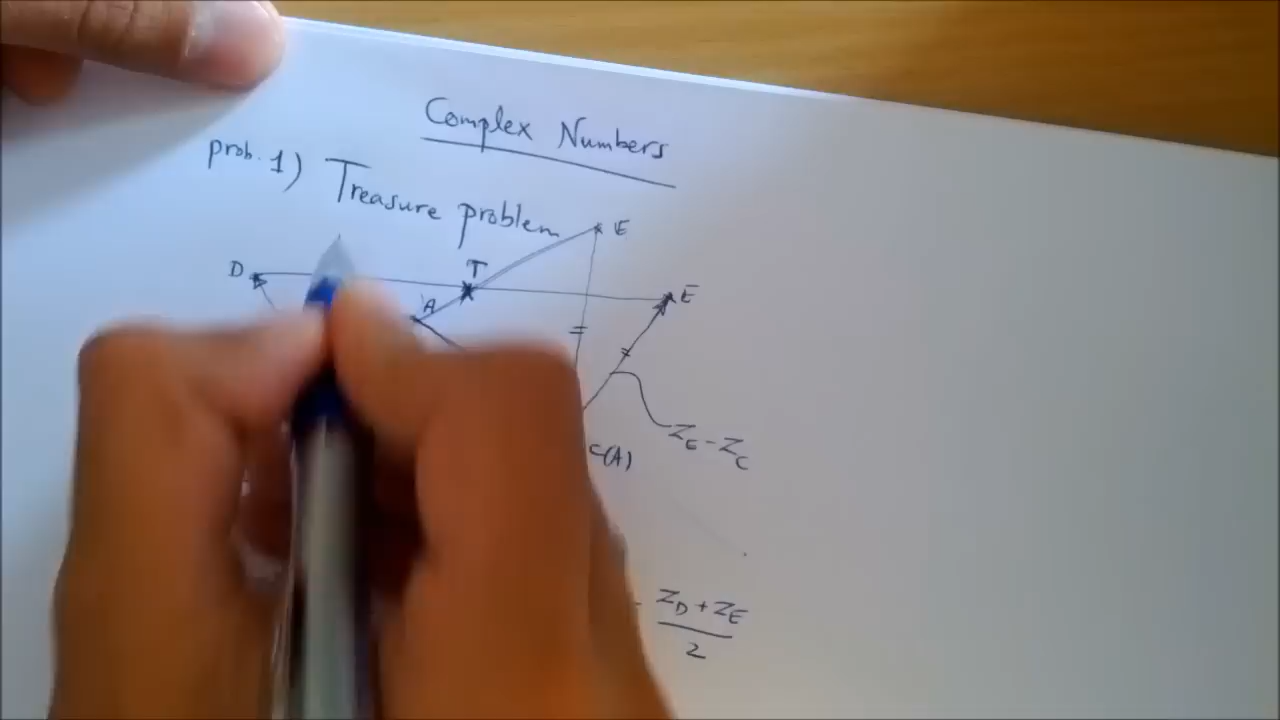 Complex Numbers
prob. 1) Treasure problem
E
D
T
E
A
Z_E - Z_C
C(A)
Z_D + Z_E
2